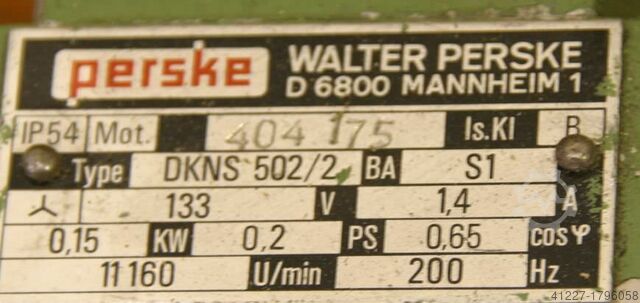 perske WALTER PERSKE
D 6800 MANNHEIM 1
IP54 Mot. 404 175 Is.Kl B
Type DKNS 502/2 BA S1
133 V 1,4 A
0,15 KW 0,2 PS 0,65 cos φ
11160 U/min 200 Hz
41227-1796058